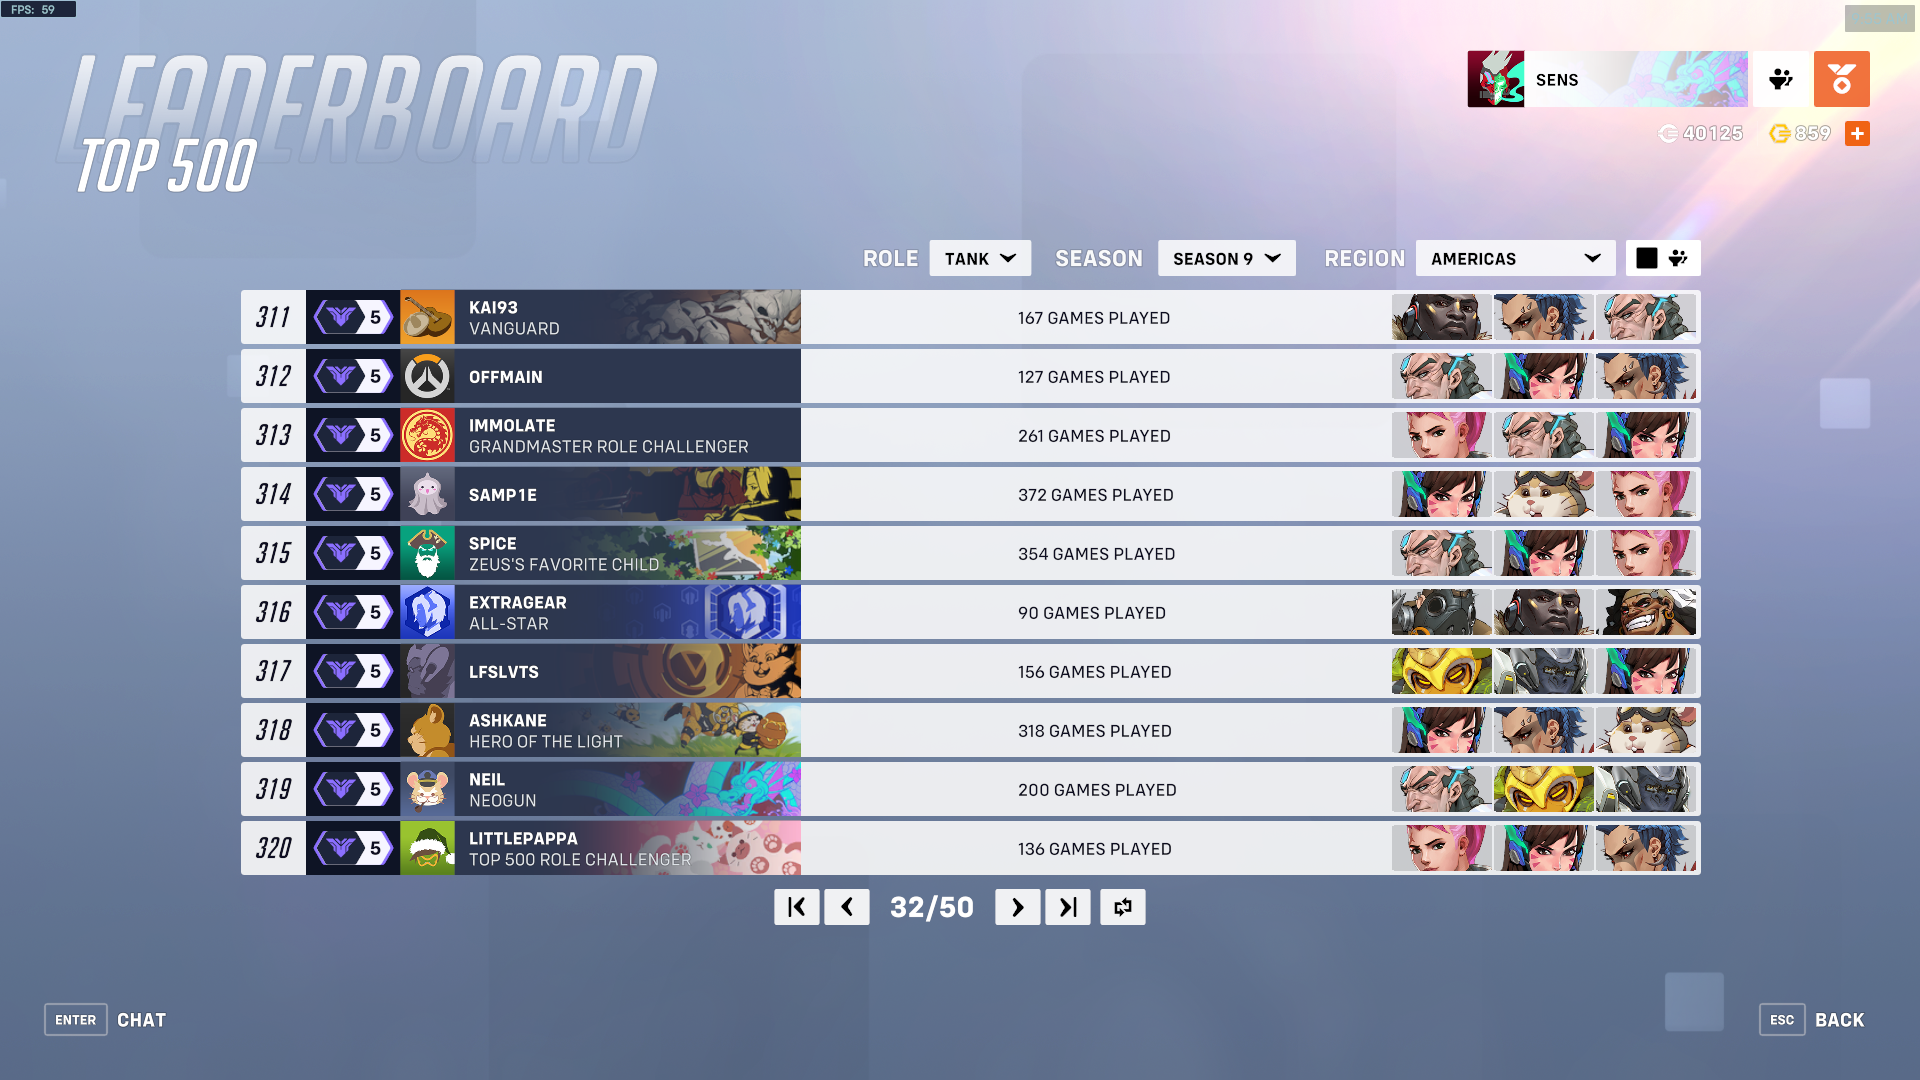 FPS: 59
LEADERBOARD
TOP 500
SENS
40125
859
ROLE TANK SEASON SEASON 9 REGION AMERICAS
311 5 KAI93 167 GAMES PLAYED
VANGUARD
312 5 OFFMAIN 127 GAMES PLAYED
313 5 IMMOLATE 261 GAMES PLAYED
GRANDMASTER ROLE CHALLENGER
314 5 SAMP1E 372 GAMES PLAYED
315 5 SPICE 354 GAMES PLAYED
ZEUS'S FAVORITE CHILD
316 5 EXTRAGEAR 90 GAMES PLAYED
ALL-STAR
317 5 LFSLVTS 156 GAMES PLAYED
318 5 ASHKANE 318 GAMES PLAYED
HERO OF THE LIGHT
319 5 NEIL 200 GAMES PLAYED
NEOGUN
320 5 LITTLEPAPPA 136 GAMES PLAYED
TOP 500 ROLE CHALLENGER
32/50
ENTER CHAT
ESC BACK